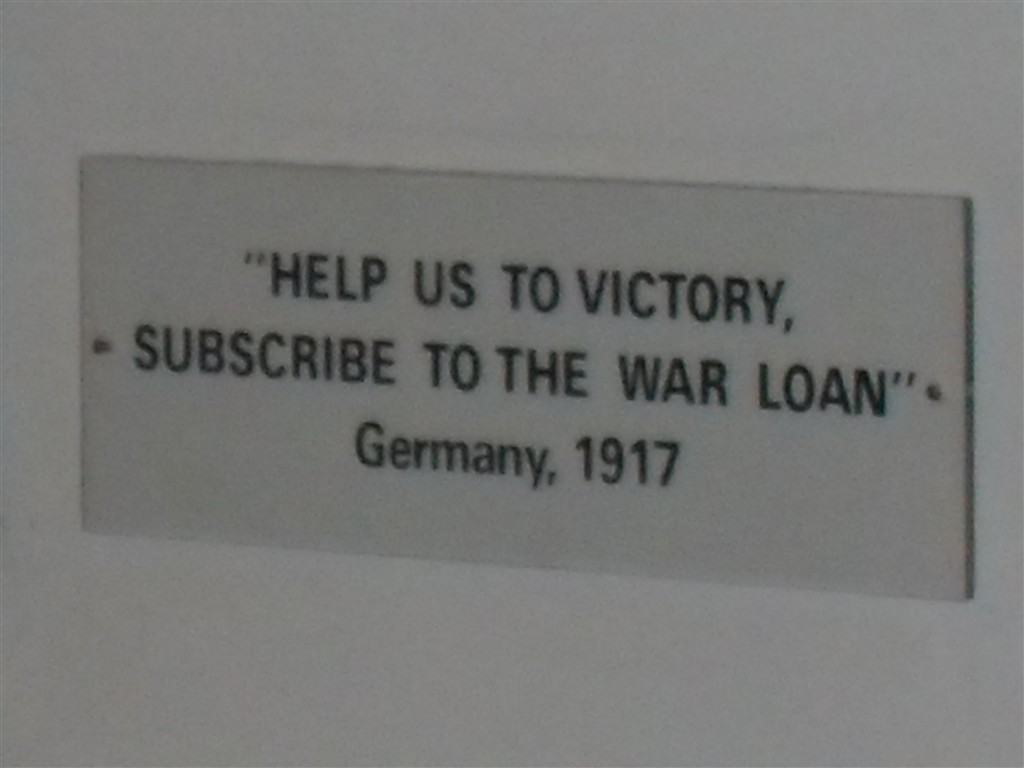 "HELP US TO VICTORY,
SUBSCRIBE TO THE WAR LOAN"
Germany, 1917